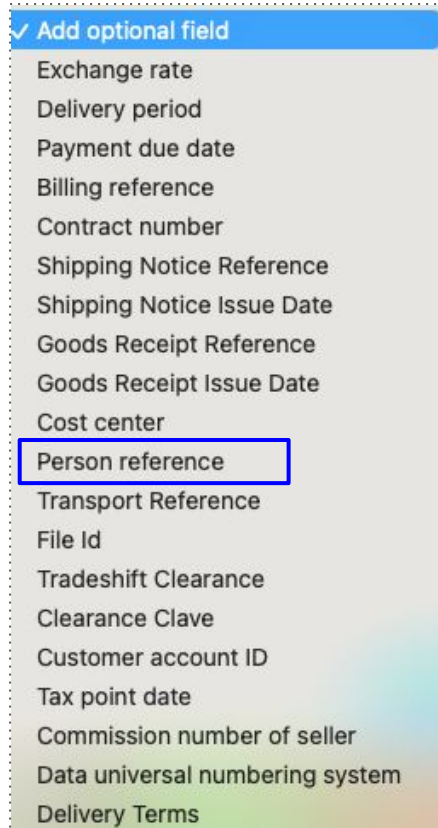 ✓ Add optional field
Exchange rate
Delivery period
Payment due date
Billing reference
Contract number
Shipping Notice Reference
Shipping Notice Issue Date
Goods Receipt Reference
Goods Receipt Issue Date
Cost center
Person reference
Transport Reference
File Id
Tradeshift Clearance
Clearance Clave
Customer account ID
Tax point date
Commission number of seller
Data universal numbering system
Delivery Terms